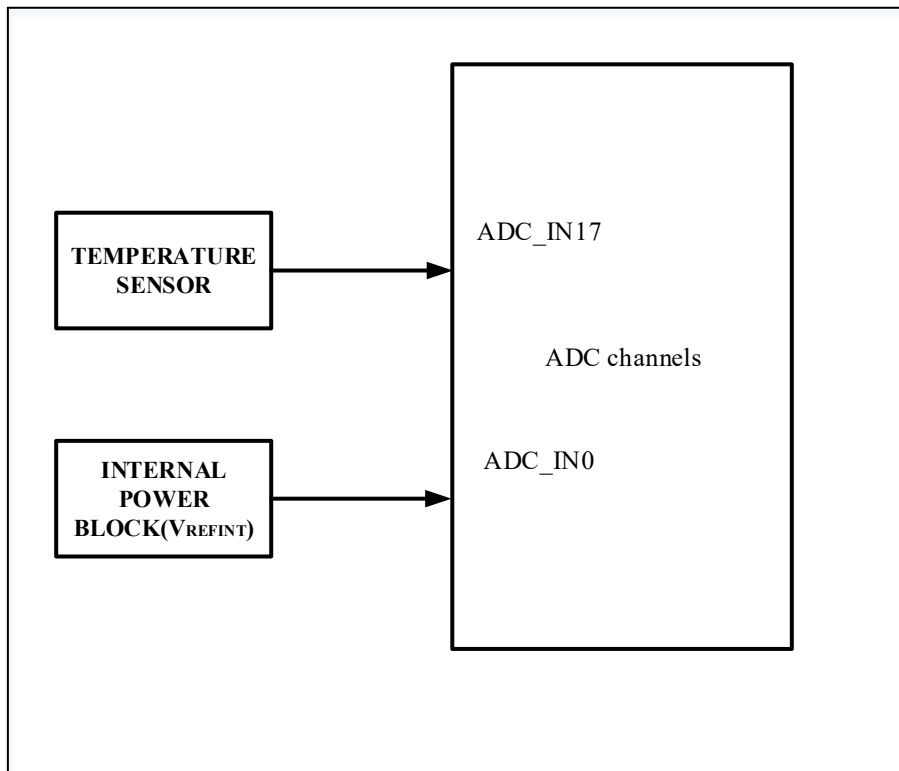 TEMPERATURE
SENSOR
ADC_IN17
ADC channels
INTERNAL
POWER
BLOCK(VREFINT)
ADC_IN0